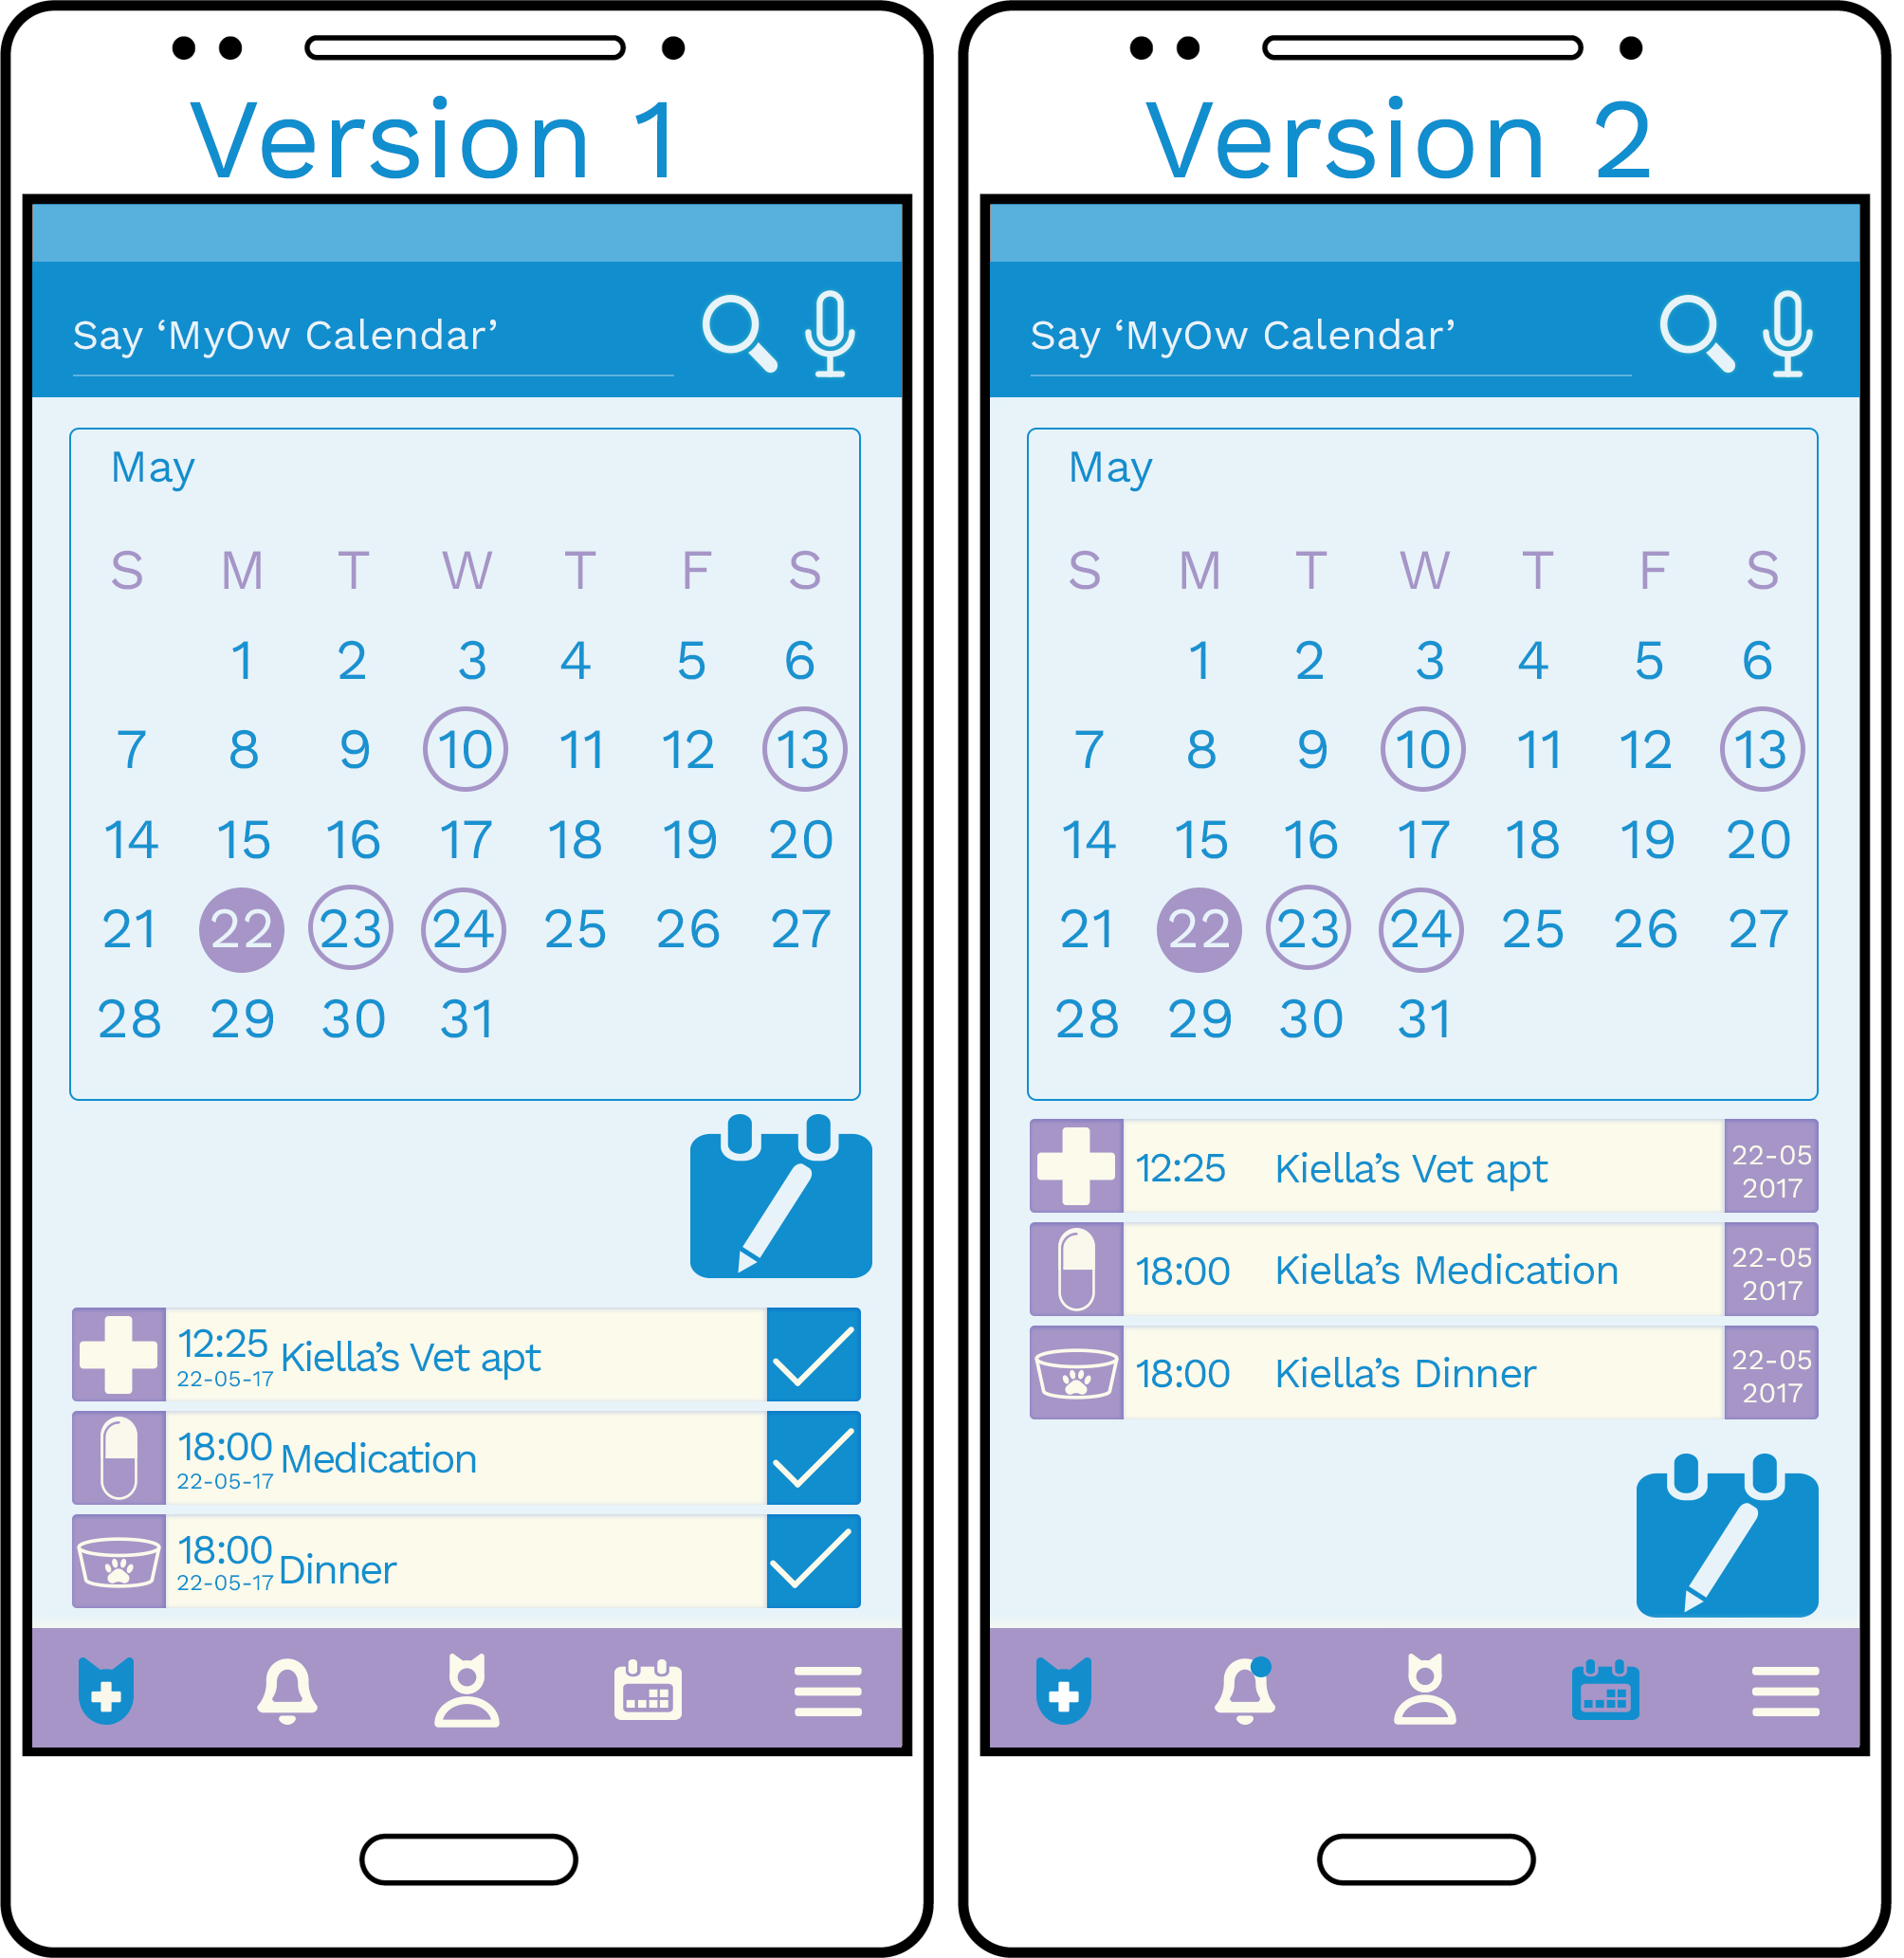 Version 1
Say ‘MyOw Calendar’
May
S M T W T F S
1 2 3 4 5 6
7 8 9 10 11 12 13
14 15 16 17 18 19 20
21 22 23 24 25 26 27
28 29 30 31
12:25 Kiella’s Vet apt
22-05-17
18:00 Medication
22-05-17
18:00 Dinner
22-05-17
Version 2
Say ‘MyOw Calendar’
May
S M T W T F S
1 2 3 4 5 6
7 8 9 10 11 12 13
14 15 16 17 18 19 20
21 22 23 24 25 26 27
28 29 30 31
12:25 Kiella’s Vet apt 22-05
2017
18:00 Kiella’s Medication 22-05
2017
18:00 Kiella’s Dinner 22-05
2017